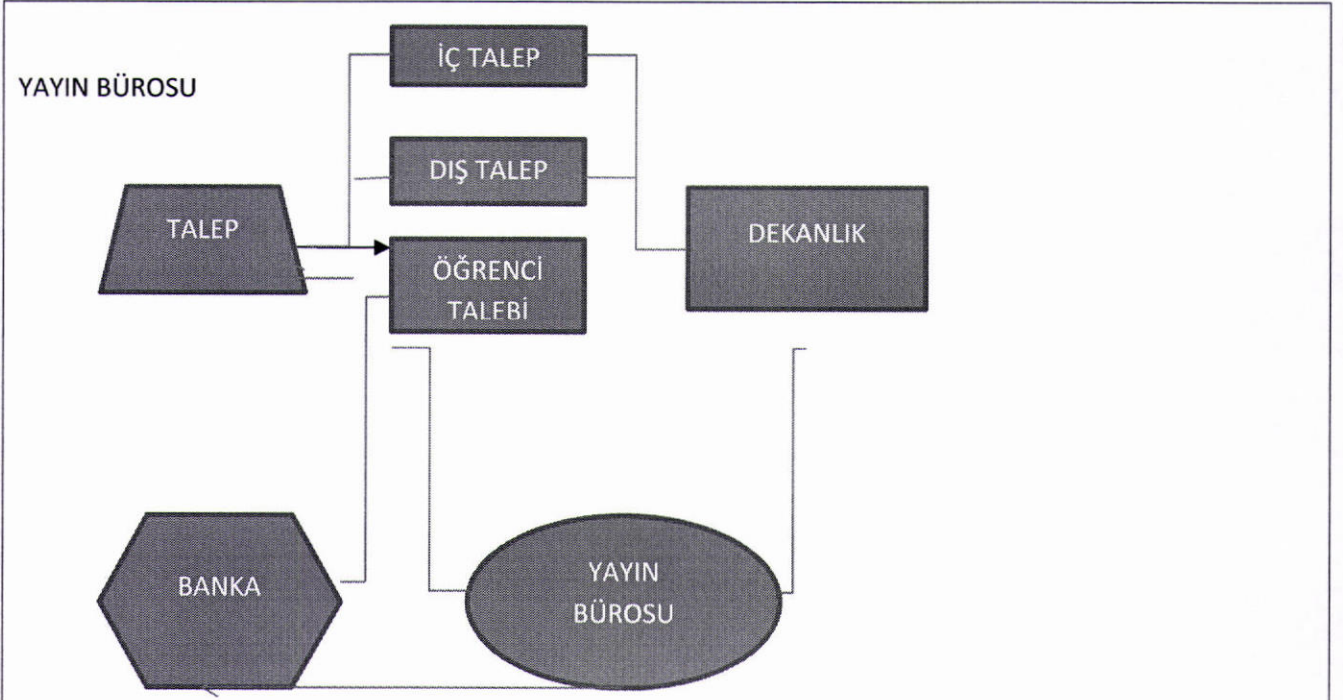 İÇ TALEP
YAYIN BÜROSU
DIŞ TALEP
TALEP
DEKANLIK
ÖĞRENCİ
TALEBİ
BANKA
YAYIN
BÜROSU